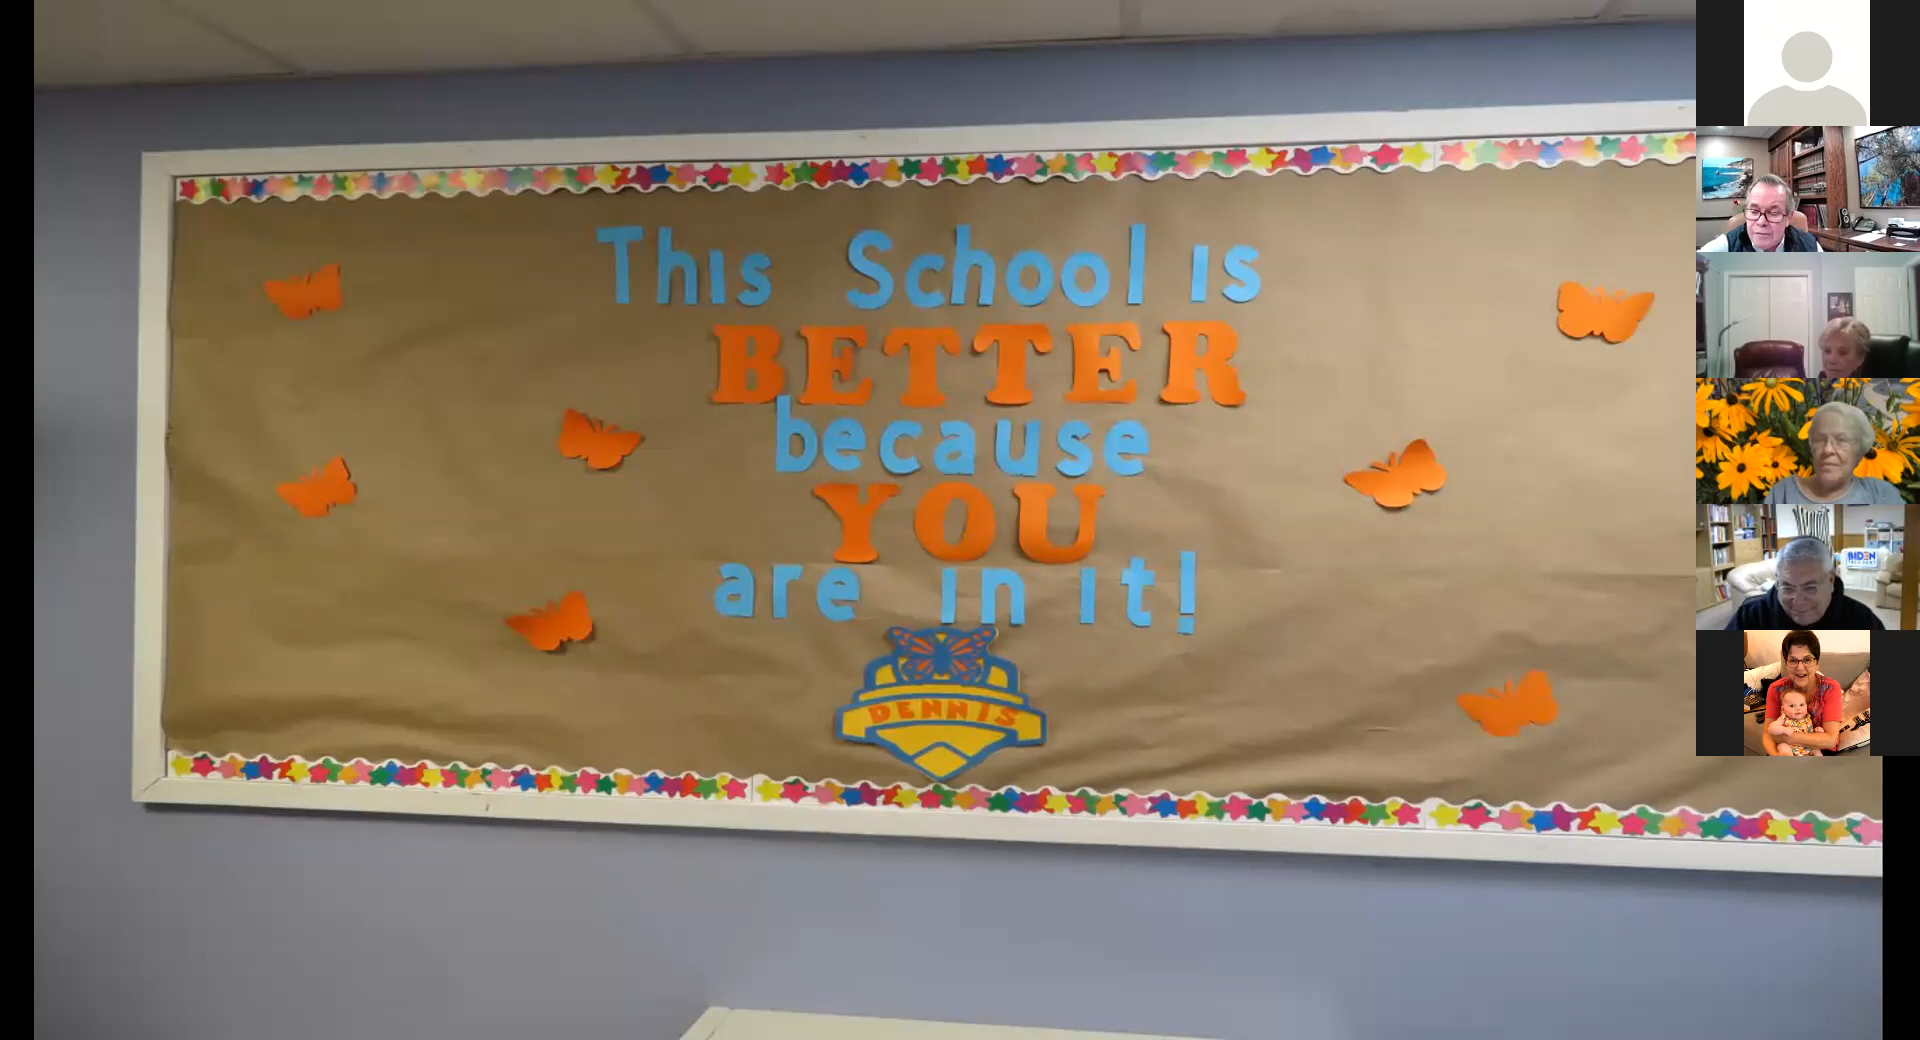 This School is
BETTER
because
YOU
are in it!
DENNIS
BIDEN